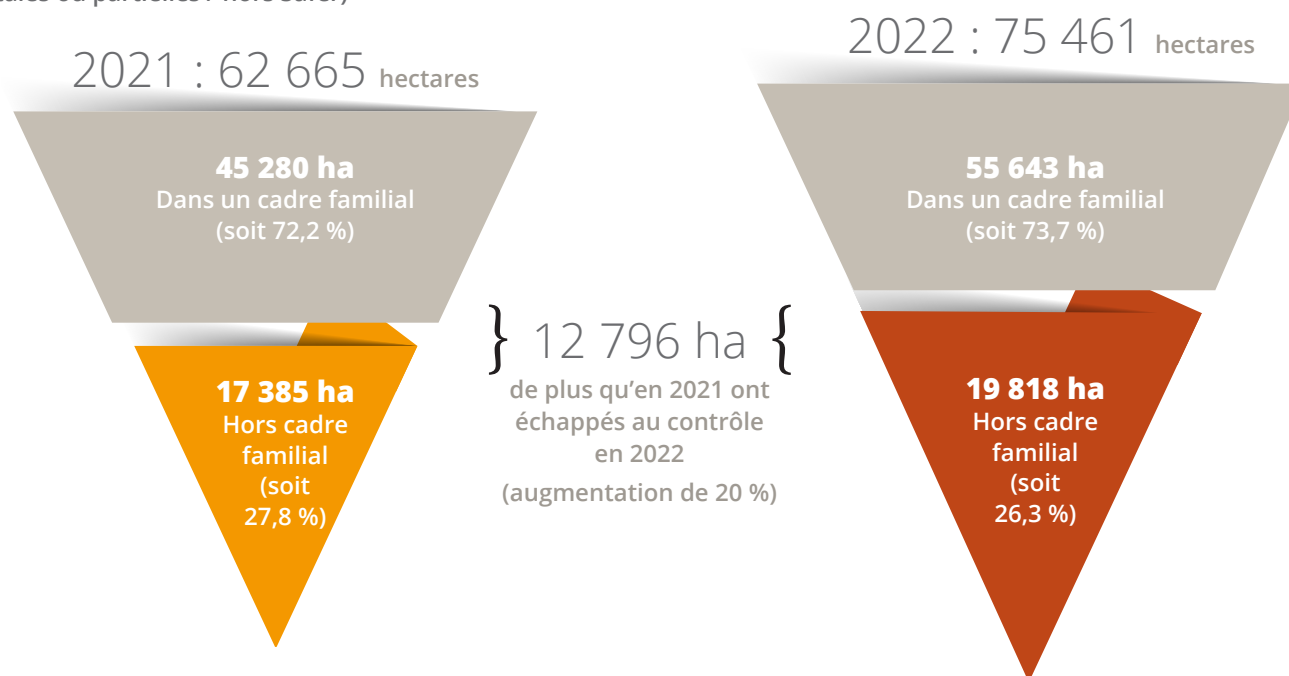 2021 : 62 665 hectares
45 280 ha
Dans un cadre familial
(soit 72,2 %)
17 385 ha
Hors cadre
familial
(soit
27,8 %)
} 12 796 ha {
de plus qu'en 2021 ont
échappés au contrôle
en 2022
(augmentation de 20 %)
2022 : 75 461 hectares
55 643 ha
Dans un cadre familial
(soit 73,7 %)
19 818 ha
Hors cadre
familial
(soit
26,3 %)